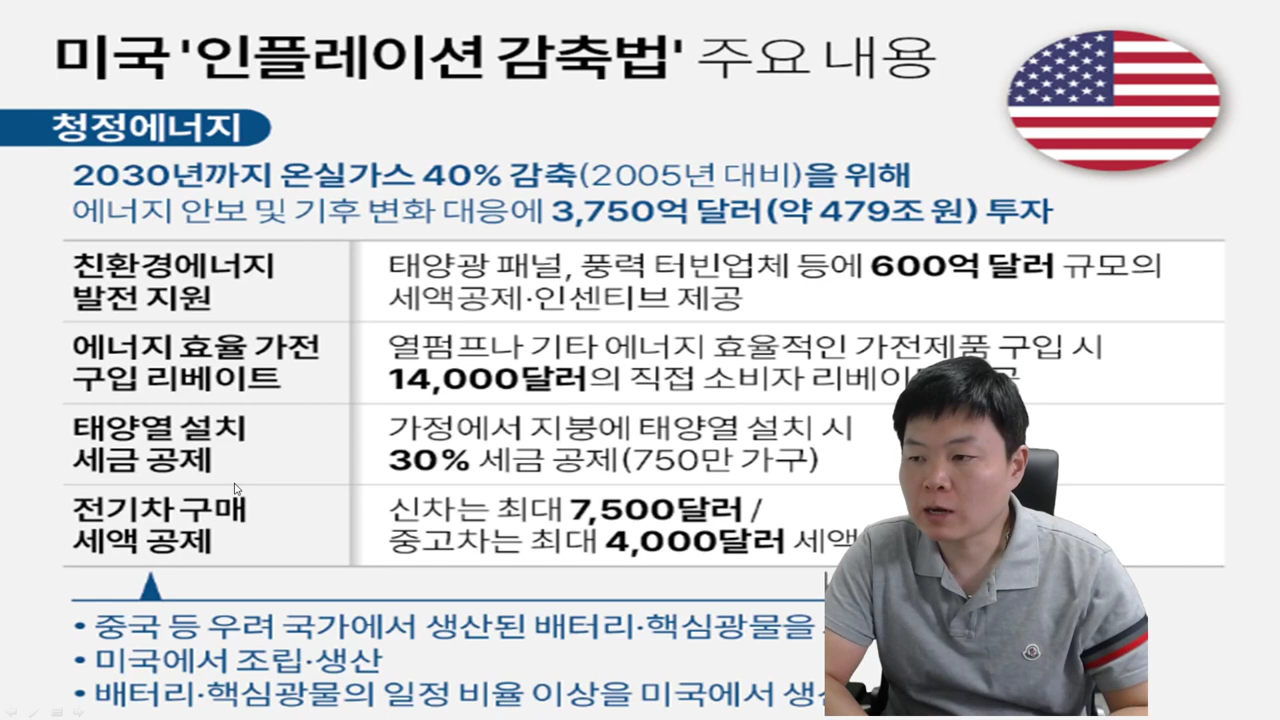 미국 '인플레이션 감축법' 주요 내용
청정에너지
2030년까지 온실가스 40% 감축(2005년 대비)을 위해
에너지 안보 및 기후 변화 대응에 3,750억 달러(약 479조 원) 투자
친환경에너지
발전 지원
태양광 패널, 풍력 터빈업체 등에 600억 달러 규모의
세액공제·인센티브 제공
에너지 효율 가전
구입 리베이트
열펌프나 기타 에너지 효율적인 가전제품 구입 시
14,000달러의 직접 소비자
태양열 설치
세금 공제
가정에서 지붕에 태양열 설치 시
30% 세금 공제(750만 가구)
전기차 구매
세액 공제
신차는 최대 7,500달러 /
중고차는 최대 4,000달러 세액
• 중국 등 우려 국가에서 생산된 배터리·핵심광물을
• 미국에서 조립·생산
• 배터리·핵심광물의 일정 비율 이상을 미국에서